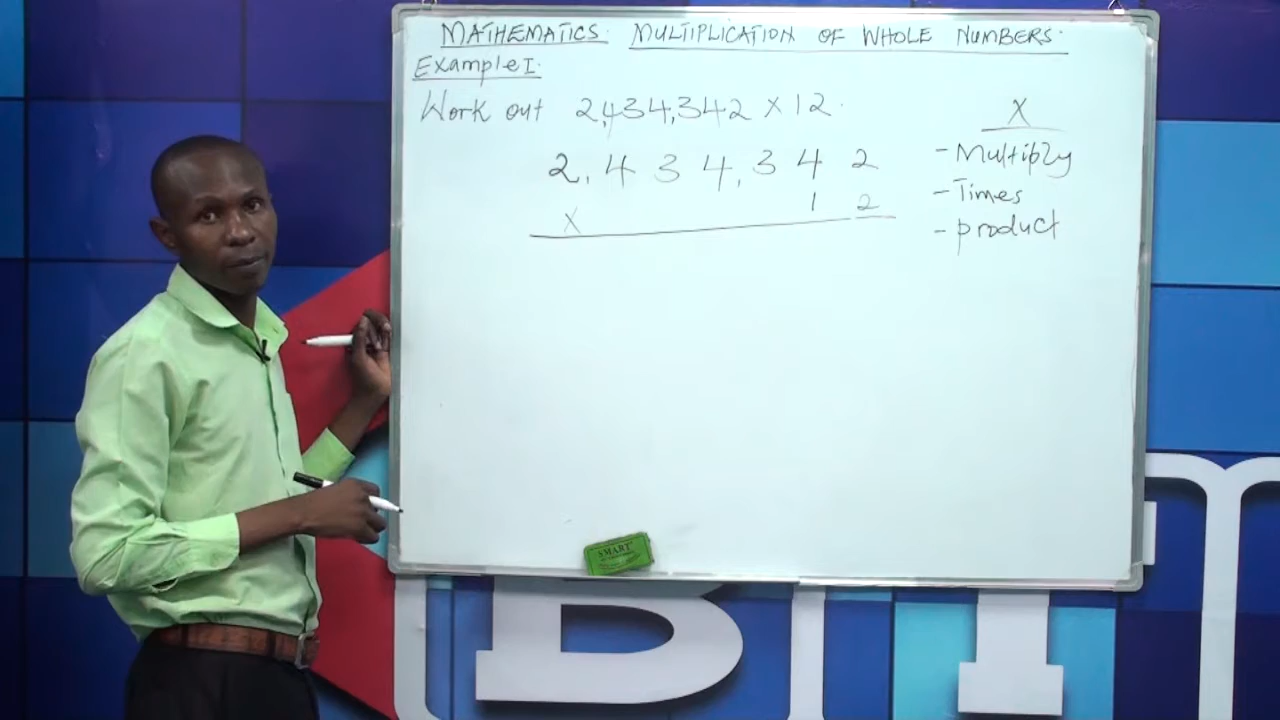 MATHEMATICS. MULTIPLICATION OF WHOLE NUMBERS.
Example 1.
Work out 2,434,342 X 12.
2,434,342
X 12
X
- Multiply
- Times
- product
SMART